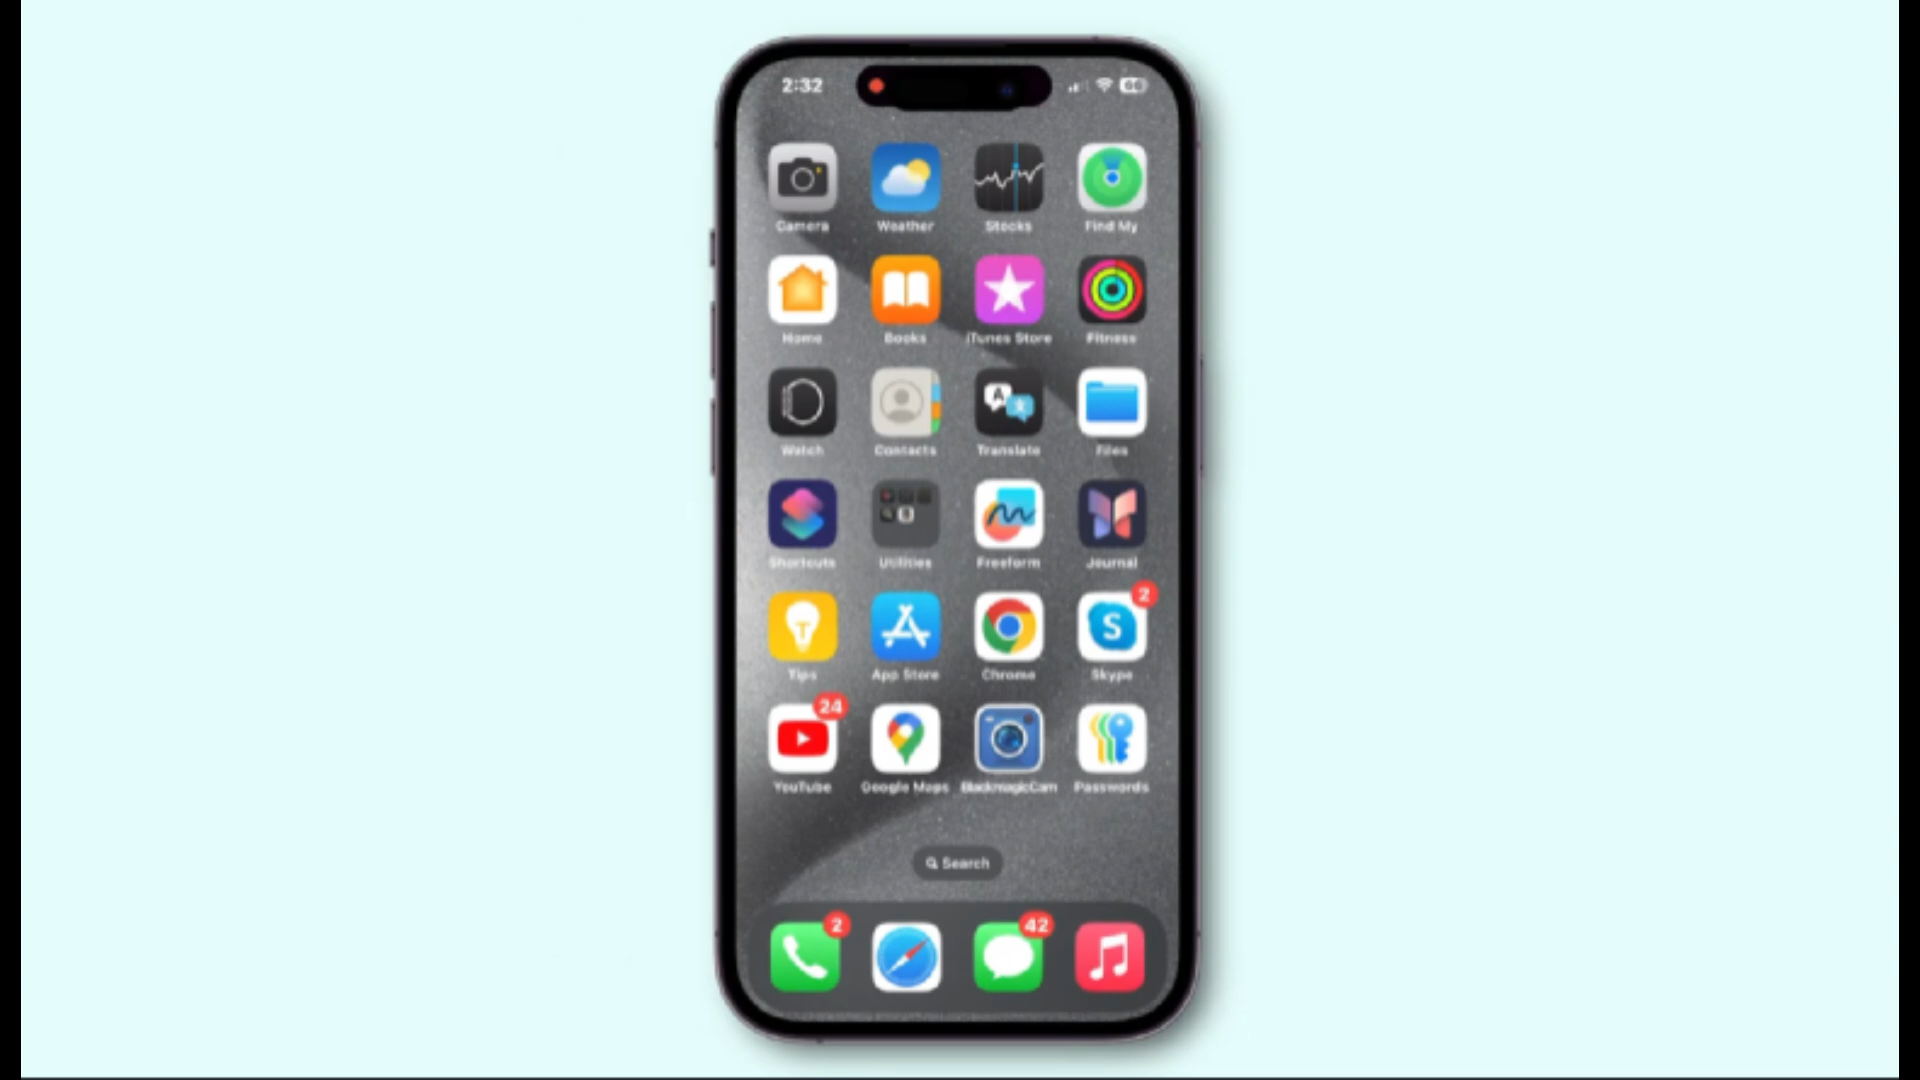 2:32
Camera Weather Stocks Find My
Home Books iTunes Store Fitness
Watch Contacts Translate Files
Shortcuts Utilities Freeform Journal
2
Tips App Store Chrome Skype
24
YouTube Google Maps BlackmagicCam Passwords
Search
2 42